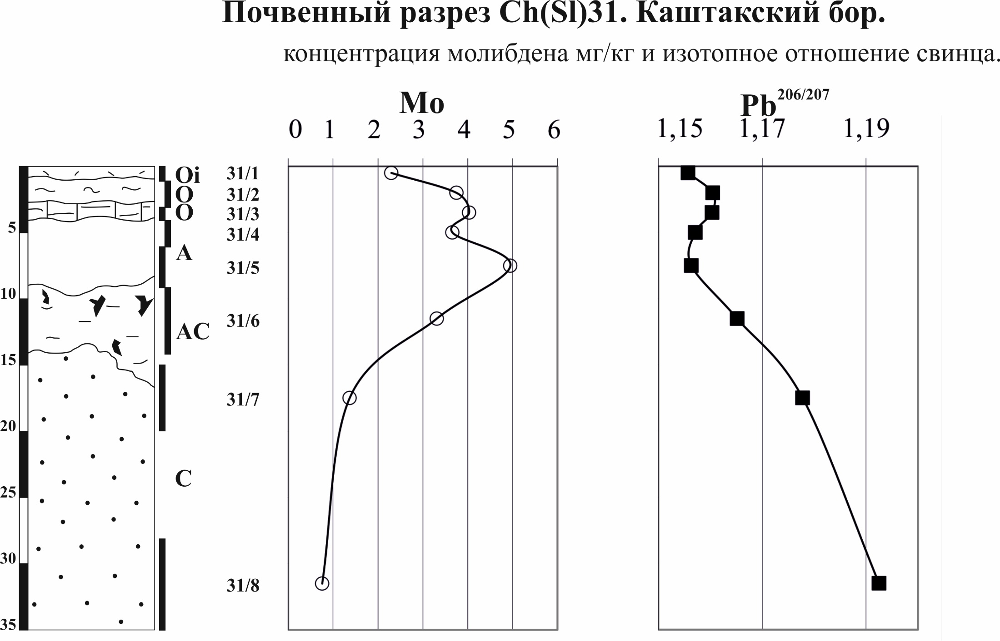 Почвенный разрез Ch(Sl)31. Каштакский бор.
концентрация молибдена мг/кг и изотопное отношение свинца.
Mo
Pb206/207
0 1 2 3 4 5 6
1,15 1,17 1,19
Oi 31/1
O 31/2
O 31/3
5 31/4
A
31/5
10
31/6
AC
15
31/7
20
C
25
30
31/8
35